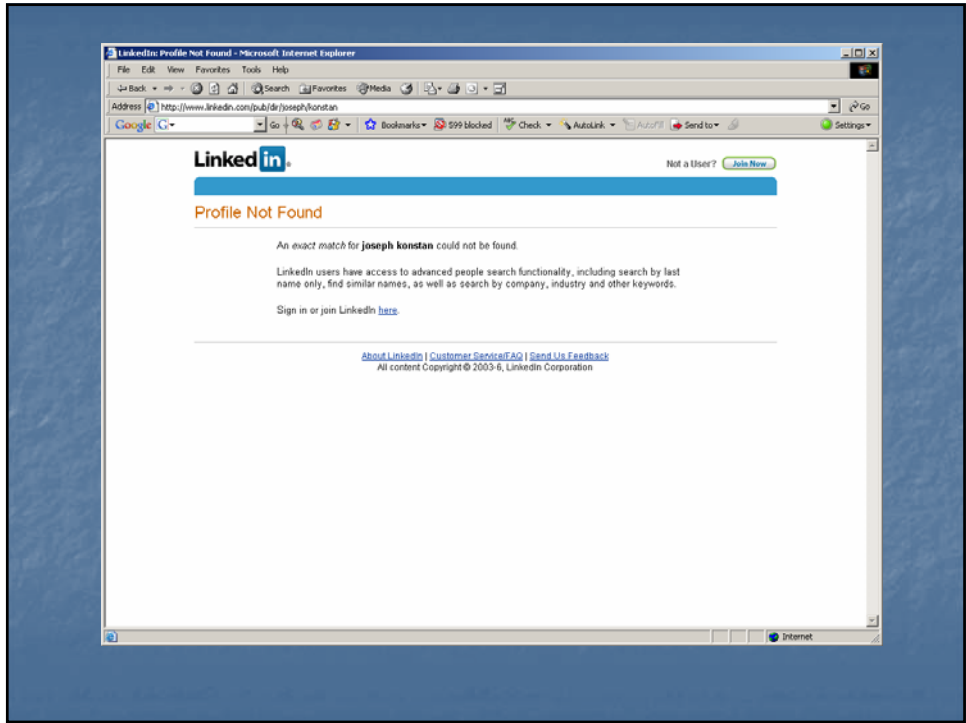 LinkedIn: Profile Not Found - Microsoft Internet Explorer
File Edit View Favorites Tools Help
Back Search Favorites Media
Address http://www.linkedin.com/pub/dir/joseph/konstan Go
Google G Go Bookmarks 599 blocked Check AutoLink AutoFill Send to Settings
Linked in ® Not a User? Join Now
Profile Not Found
An exact match for joseph konstan could not be found.
LinkedIn users have access to advanced people search functionality, including search by last
name only, find similar names, as well as search by company, industry and other keywords.
Sign in or join LinkedIn here.
About LinkedIn | Customer Service/FAQ | Send Us Feedback
All content Copyright © 2003-6, LinkedIn Corporation
Internet